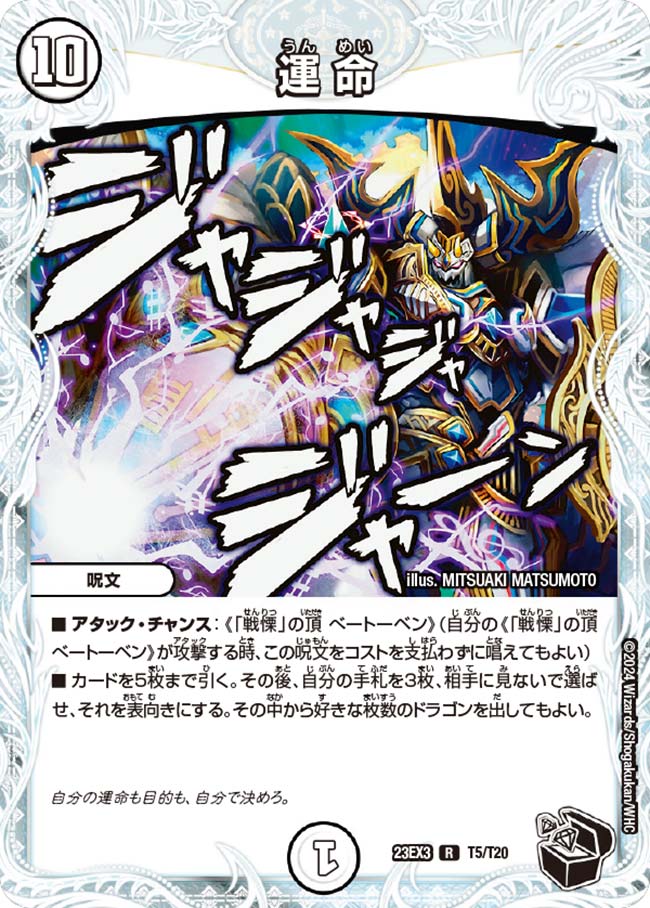 10
うん めい
運命
ジャジャジャジャーン
呪文
illus. MITSUAKI MATSUMOTO
■ アタック・チャンス:《「戦慄」の頂 ベートーベン》(自分の《「戦慄」の頂
ベートーベン》が攻撃する時、この呪文をコストを支払わずに唱えてもよい)
■ カードを5枚まで引く。その後、自分の手札を3枚、相手に見ないで選ば
せ、それを表向きにする。その中から好きな枚数のドラゴンを出してもよい。
自分の運命も目的も、自分で決めろ。
1
23EX3 R T5/T20
©2024 Wizards/Shogakukan/WHC